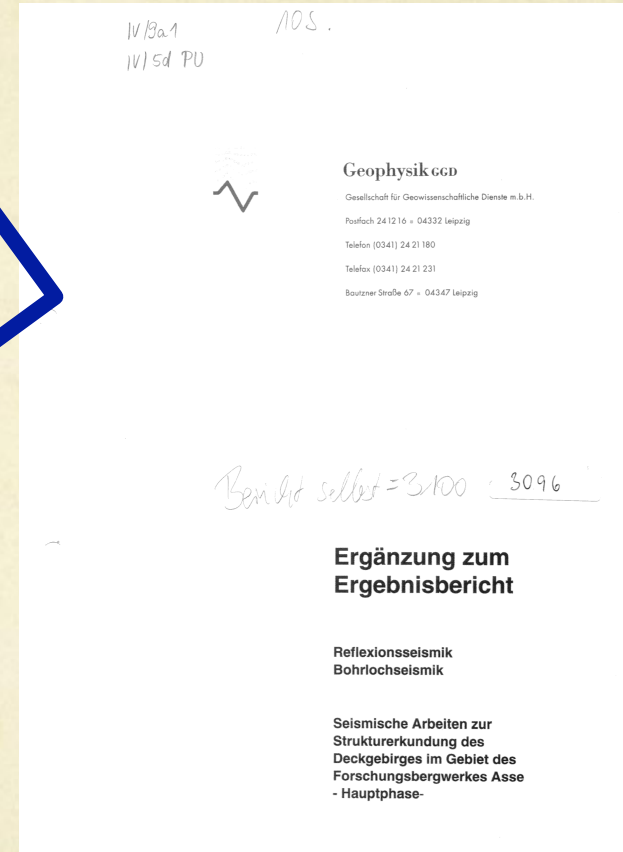 IV/9a1
10S.
IV/5d PU
Geophysik GGD
Gesellschaft für Geowissenschaftliche Dienste m.b.H.
Postfach 24 12 16 • 04332 Leipzig
Telefon (0341) 24 21 180
Telefax (0341) 24 21 231
Bautzner Straße 67 • 04347 Leipzig
Bericht selbst = 3100
3096
Ergänzung zum
Ergebnisbericht
Reflexionsseismik
Bohrlochseismik
Seismische Arbeiten zur
Strukturerkundung des
Deckgebirges im Gebiet des
Forschungsbergwerkes Asse
- Hauptphase-